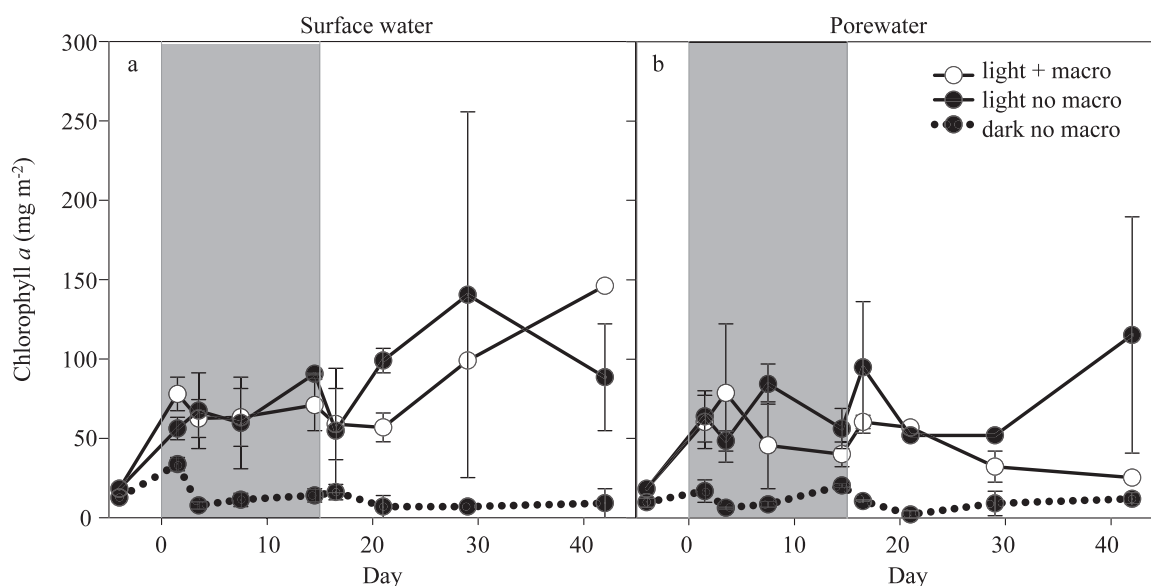 Surface water
Porewater
a
b
light + macro
light no macro
dark no macro
Chlorophyll a (mg m-2)
300
250
200
150
100
50
0
0 10 20 30 40
0 10 20 30 40
Day
Day